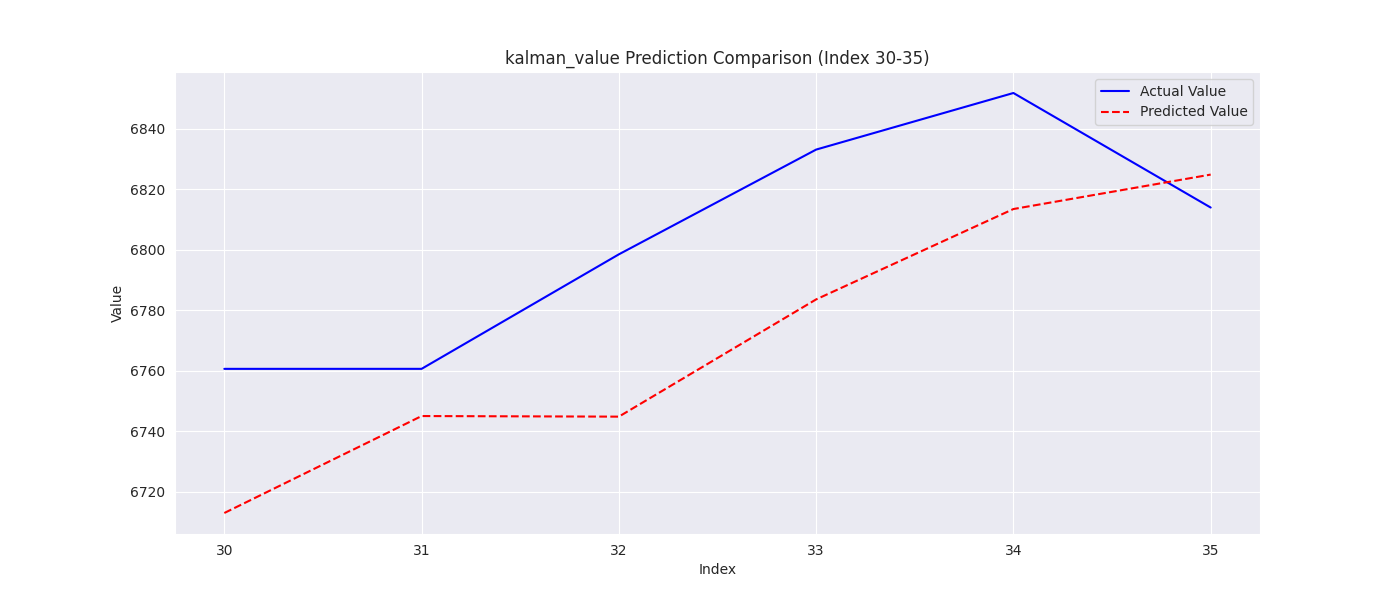 kalman_value Prediction Comparison (Index 30-35)
Actual Value
Predicted Value
6840
6820
6800
6780
6760
6740
6720
Value
30 31 32 33 34 35
Index